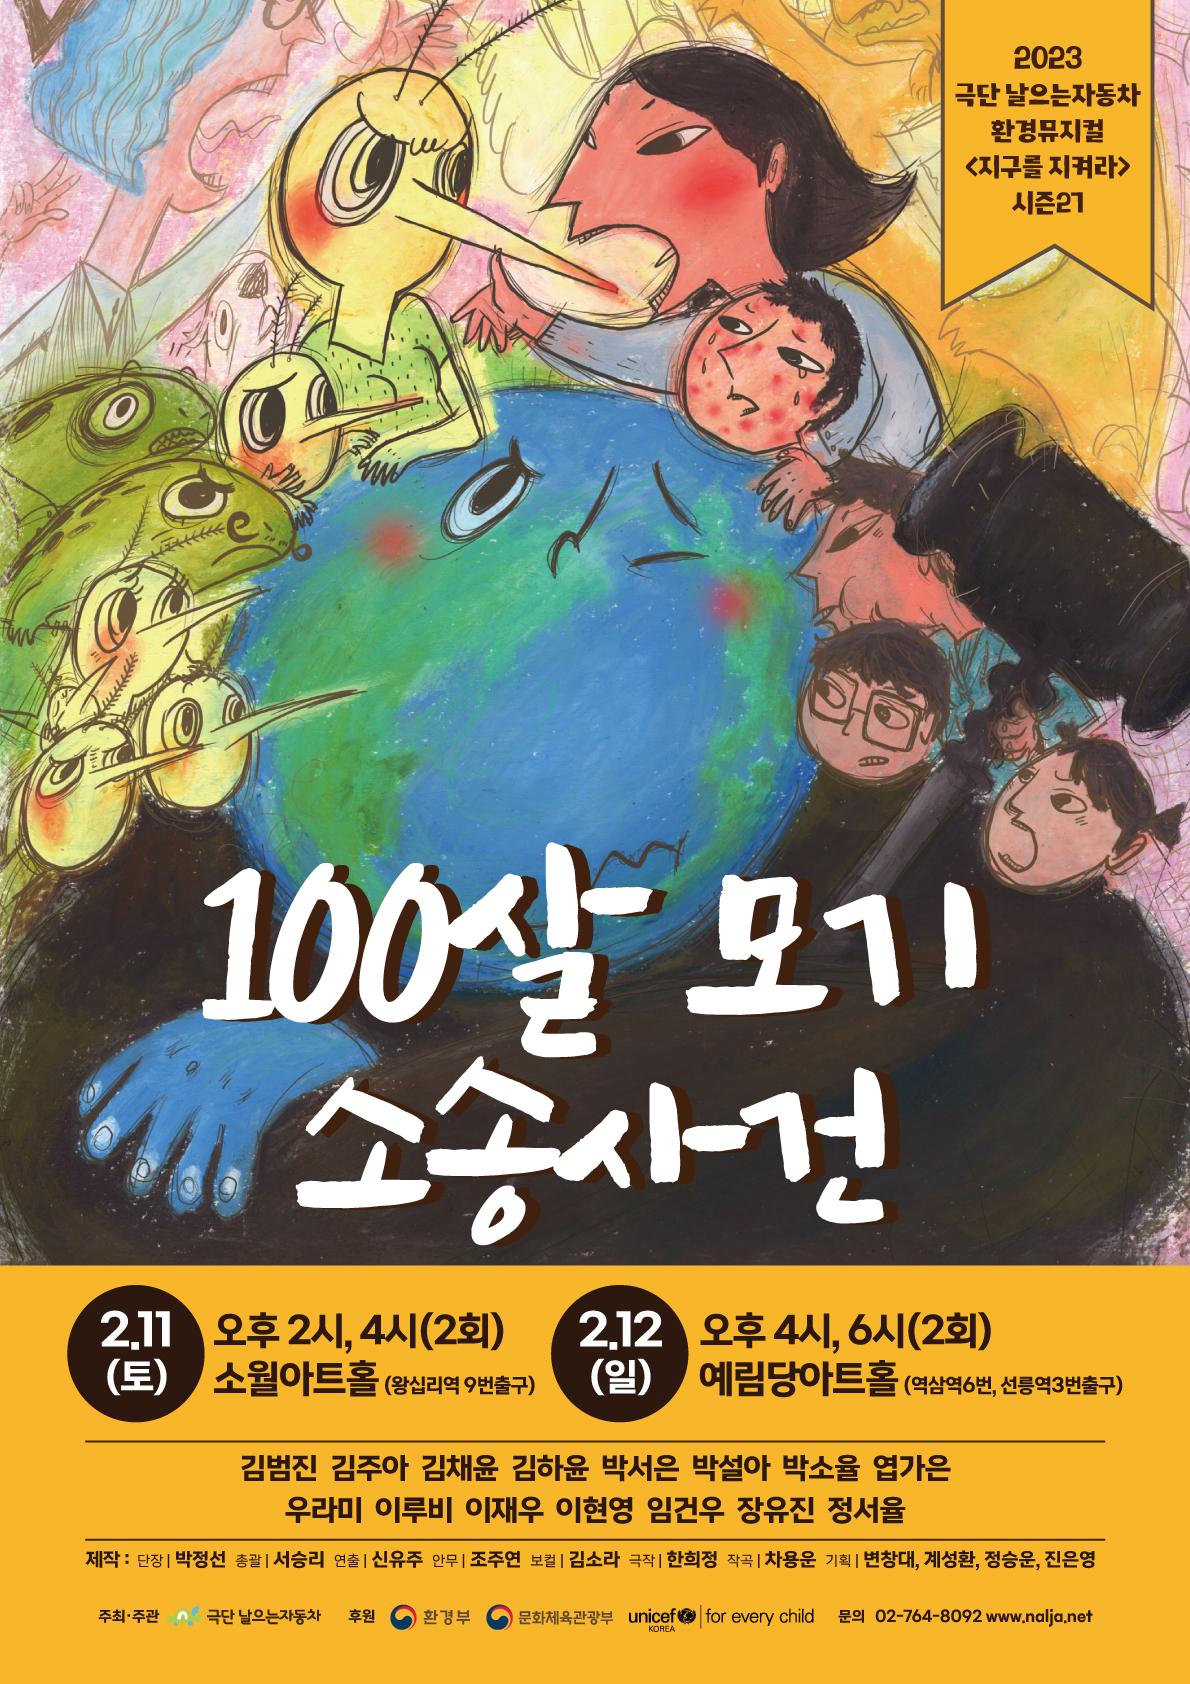 2023
극단 날으는자동차
환경뮤지컬
<지구를 지켜라>
시즌21
100살 모기
소송사건
2.11
(토)
오후 2시, 4시(2회)
소월아트홀 (왕십리역 9번출구)
2.12
(일)
오후 4시, 6시(2회)
예림당아트홀 (역삼역6번, 선릉역3번출구)
김범진 김주아 김채윤 김하윤 박서은 박설아 박소율 엽가은
우라미 이루비 이재우 이현영 임건우 장유진 정서율
제작 : 단장 | 박정선 총괄 | 서승리 연출 | 신유주 안무 | 조주연 보컬 | 김소라 극작 | 한희정 작곡 | 차용운 기획 | 변창대, 계성환, 정승운, 진은영
주최·주관 극단 날으는자동차 후원 환경부 문화체육관광부 unicef KOREA for every child 문의 02-764-8092 www.nalja.net